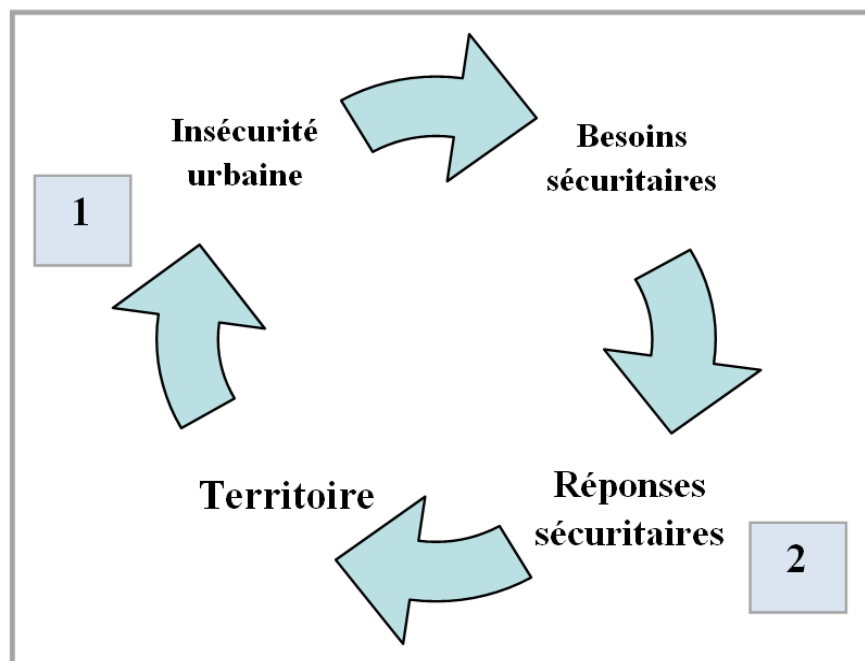 Insécurité
urbaine
Besoins
sécuritaires
1
Territoire
Réponses
sécuritaires
2